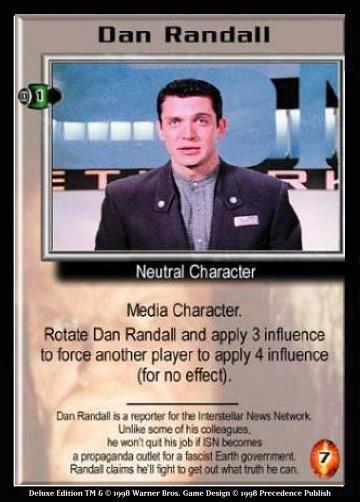 Dan Randall
1
ETW RK
Neutral Character
Media Character.
Rotate Dan Randall and apply 3 influence
to force another player to apply 4 influence
(for no effect).
Dan Randall is a reporter for the Interstellar News Network.
Unlike some of his colleagues,
he won't quit his job if ISN becomes
a propaganda outlet for a fascist Earth government.
Randall claims he'll fight to get out what truth he can.
7
Deluxe Edition TM & © 1998 Warner Bros. Game Design © 1998 Precedence Publish